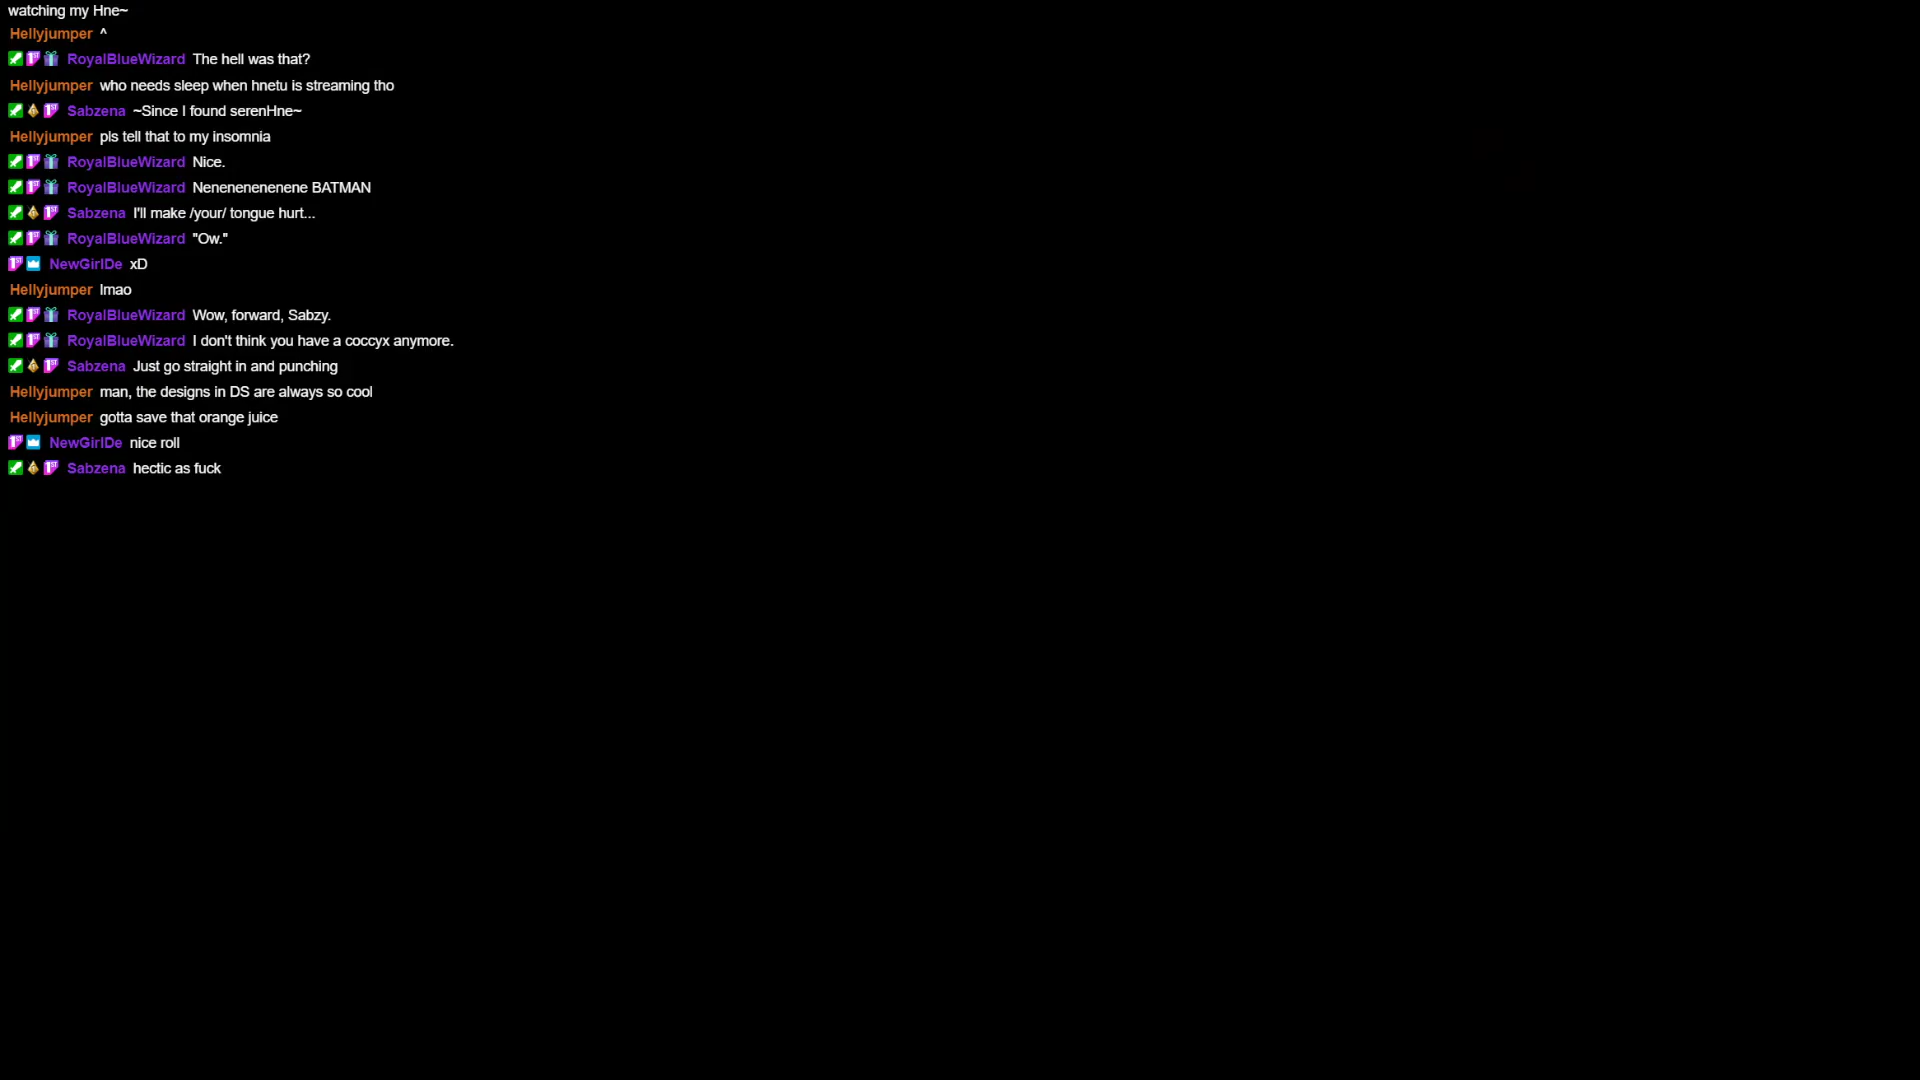 watching my Hne~
Hellyjumper ^
RoyalBlueWizard The hell was that?
Hellyjumper who needs sleep when hnetu is streaming tho
Sabzena ~Since I found serenHne~
Hellyjumper pls tell that to my insomnia
RoyalBlueWizard Nice.
RoyalBlueWizard Nenenenenenene BATMAN
Sabzena I'll make /your/ tongue hurt...
RoyalBlueWizard "Ow."
NewGirlDe xD
Hellyjumper lmao
RoyalBlueWizard Wow, forward, Sabzy.
RoyalBlueWizard I don't think you have a coccyx anymore.
Sabzena Just go straight in and punching
Hellyjumper man, the designs in DS are always so cool
Hellyjumper gotta save that orange juice
NewGirlDe nice roll
Sabzena hectic as fuck